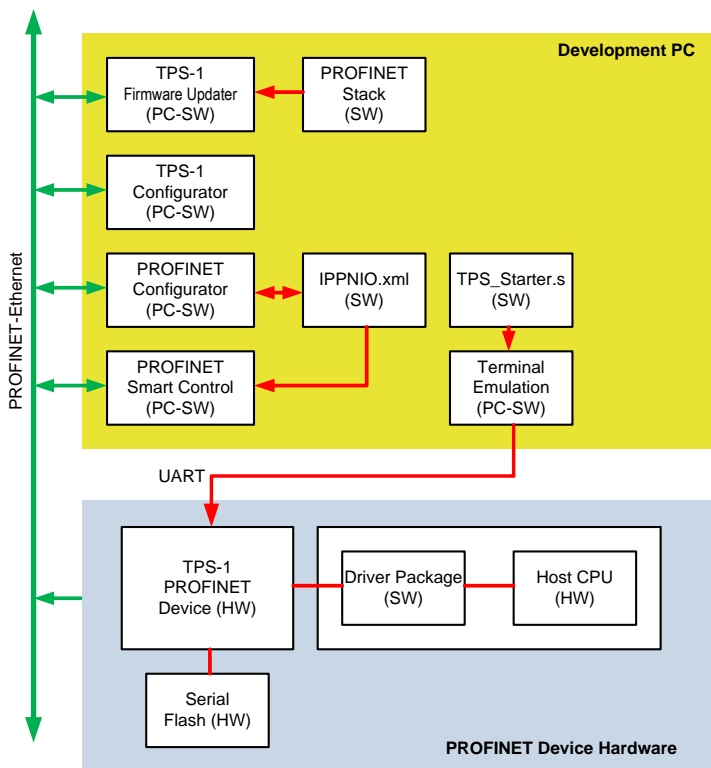 Development PC
TPS-1
Firmware Updater
(PC-SW)
PROFINET
Stack
(SW)
TPS-1
Configurator
(PC-SW)
PROFINET
Configurator
(PC-SW)
IPPNIO.xml
(SW)
TPS_Starter.s
(SW)
PROFINET
Smart Control
(PC-SW)
Terminal
Emulation
(PC-SW)
PROFINET-Ethernet
UART
TPS-1
PROFINET
Device (HW)
Driver Package
(SW)
Host CPU
(HW)
Serial
Flash (HW)
PROFINET Device Hardware